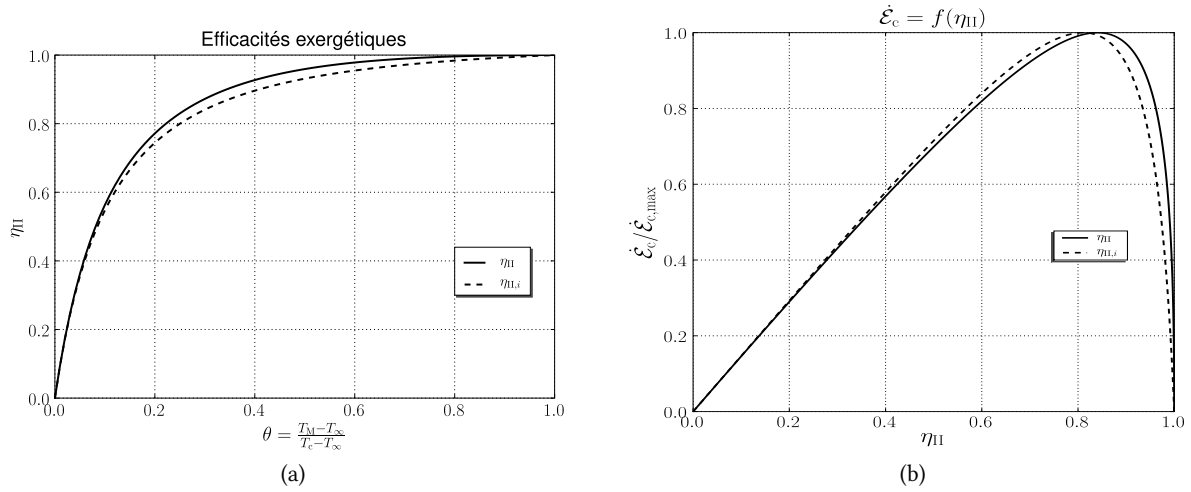 Efficacités exergétiques
1.0
0.8
0.6
0.4
0.2
0.0
η_II
η_II
η_II,i
0.0 0.2 0.4 0.6 0.8 1.0
θ = (T_M−T_∞)/(T_c−T_∞)
(a)
Ė_c = f(η_II)
1.0
0.8
0.6
0.4
0.2
0.0
Ė_c/Ė_c,max
η_II
η_II,i
0.0 0.2 0.4 0.6 0.8 1.0
η_II
(b)